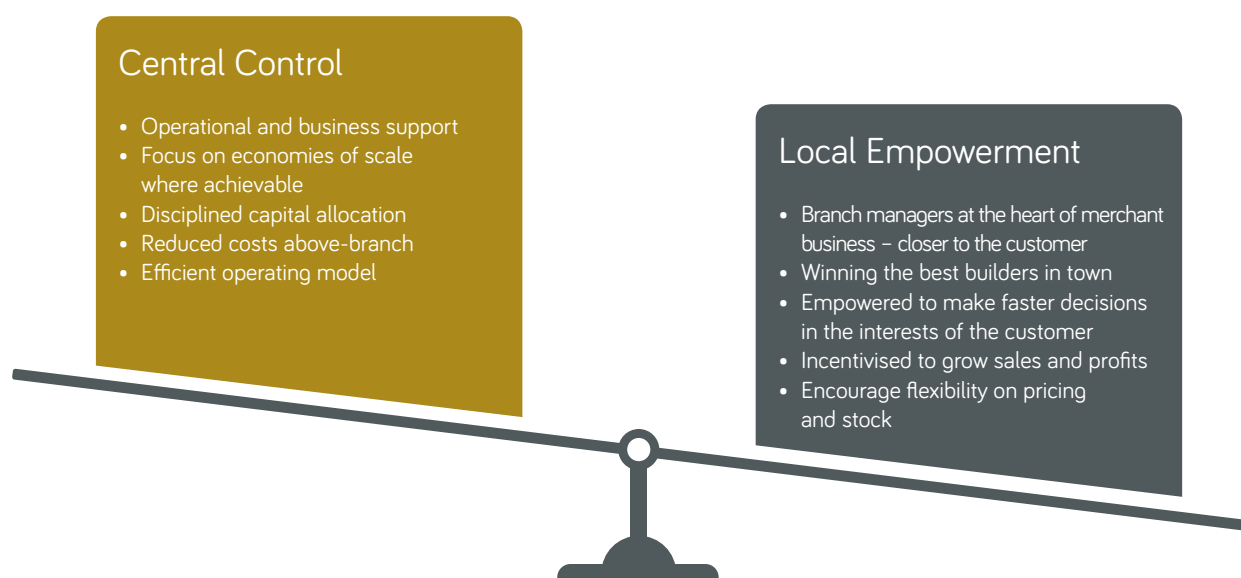 Central Control
• Operational and business support
• Focus on economies of scale
where achievable
• Disciplined capital allocation
• Reduced costs above-branch
• Efficient operating model
Local Empowerment
• Branch managers at the heart of merchant
business – closer to the customer
• Winning the best builders in town
• Empowered to make faster decisions
in the interests of the customer
• Incentivised to grow sales and profits
• Encourage flexibility on pricing
and stock